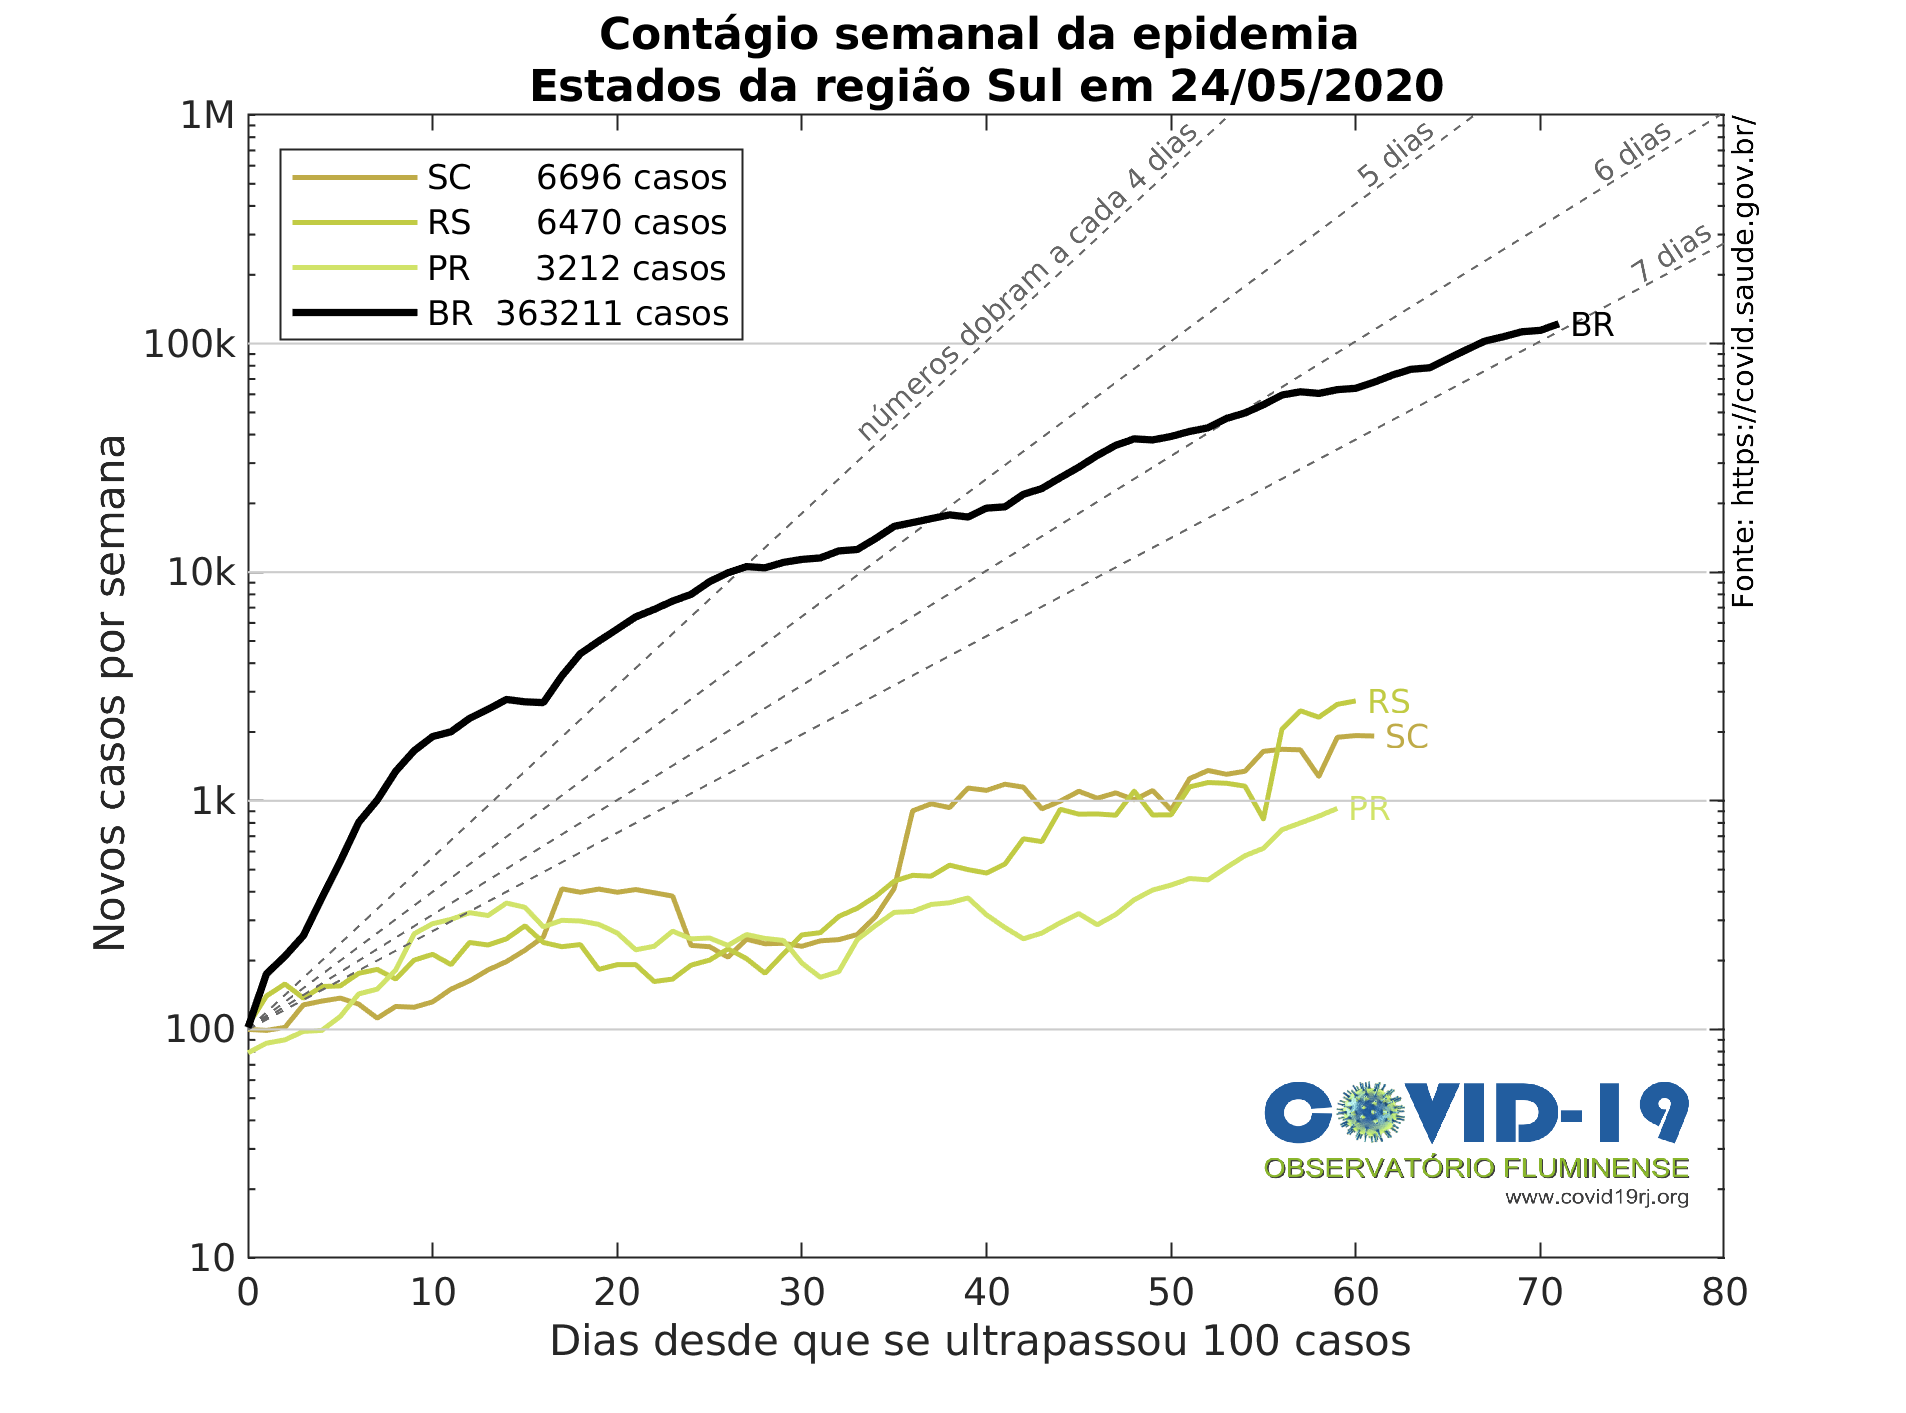 Contágio semanal da epidemia
Estados da região Sul em 24/05/2020
1M
100k
10k
1k
100
10
Novos casos por semana
SC 6696 casos
RS 6470 casos
PR 3212 casos
BR 363211 casos
números dobram a cada 4 dias
5 dias
6 dias
7 dias
BR
RS
SC
PR
Fonte: https://covid.saude.gov.br/
COVID-19
OBSERVATÓRIO FLUMINENSE
www.covid19rj.org
0 10 20 30 40 50 60 70 80
Dias desde que se ultrapassou 100 casos